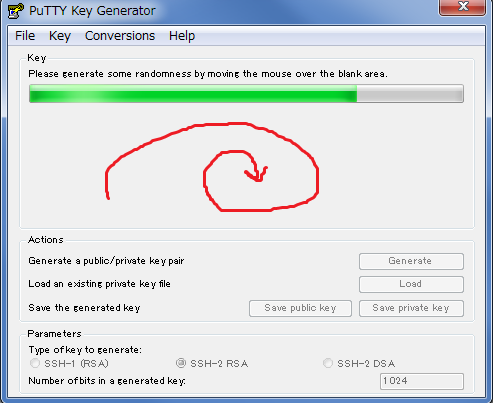 PuTTY Key Generator
File Key Conversions Help
Key
Please generate some randomness by moving the mouse over the blank area.
Actions
Generate a public/private key pair
Generate
Load an existing private key file
Load
Save the generated key
Save public key
Save private key
Parameters
Type of key to generate:
SSH-1 (RSA)
SSH-2 RSA
SSH-2 DSA
Number of bits in a generated key:
1024